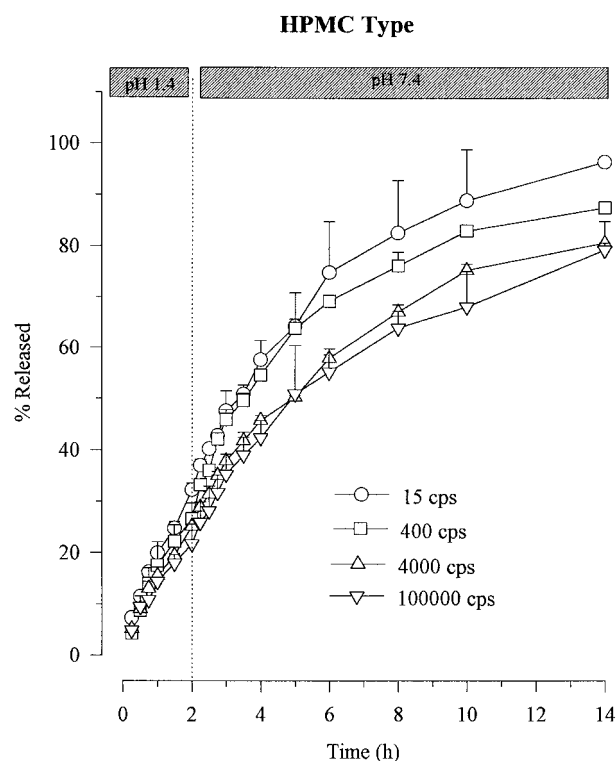 HPMC Type
pH 1.4
pH 7.4
100
80
60
40
20
0
% Released
15 cps
400 cps
4000 cps
100000 cps
0 2 4 6 8 10 12 14
Time (h)